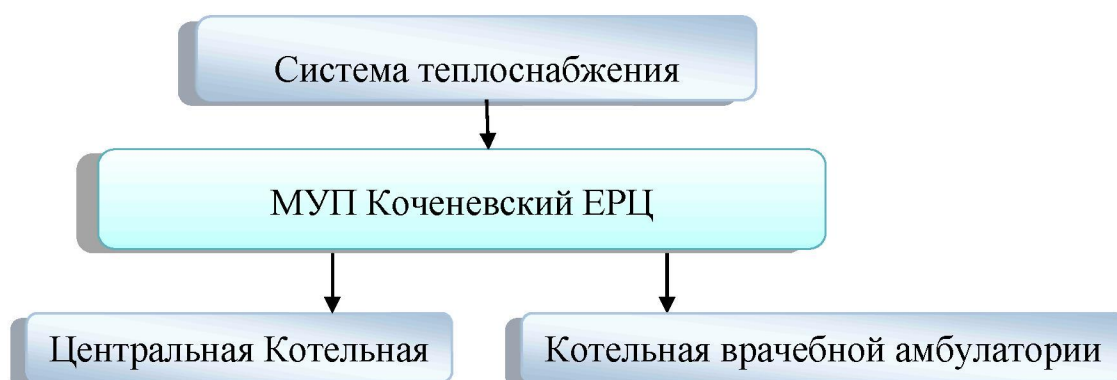 Система теплоснабжения
МУП Коченевский ЕРЦ
Центральная Котельная
Котельная врачебной амбулатории